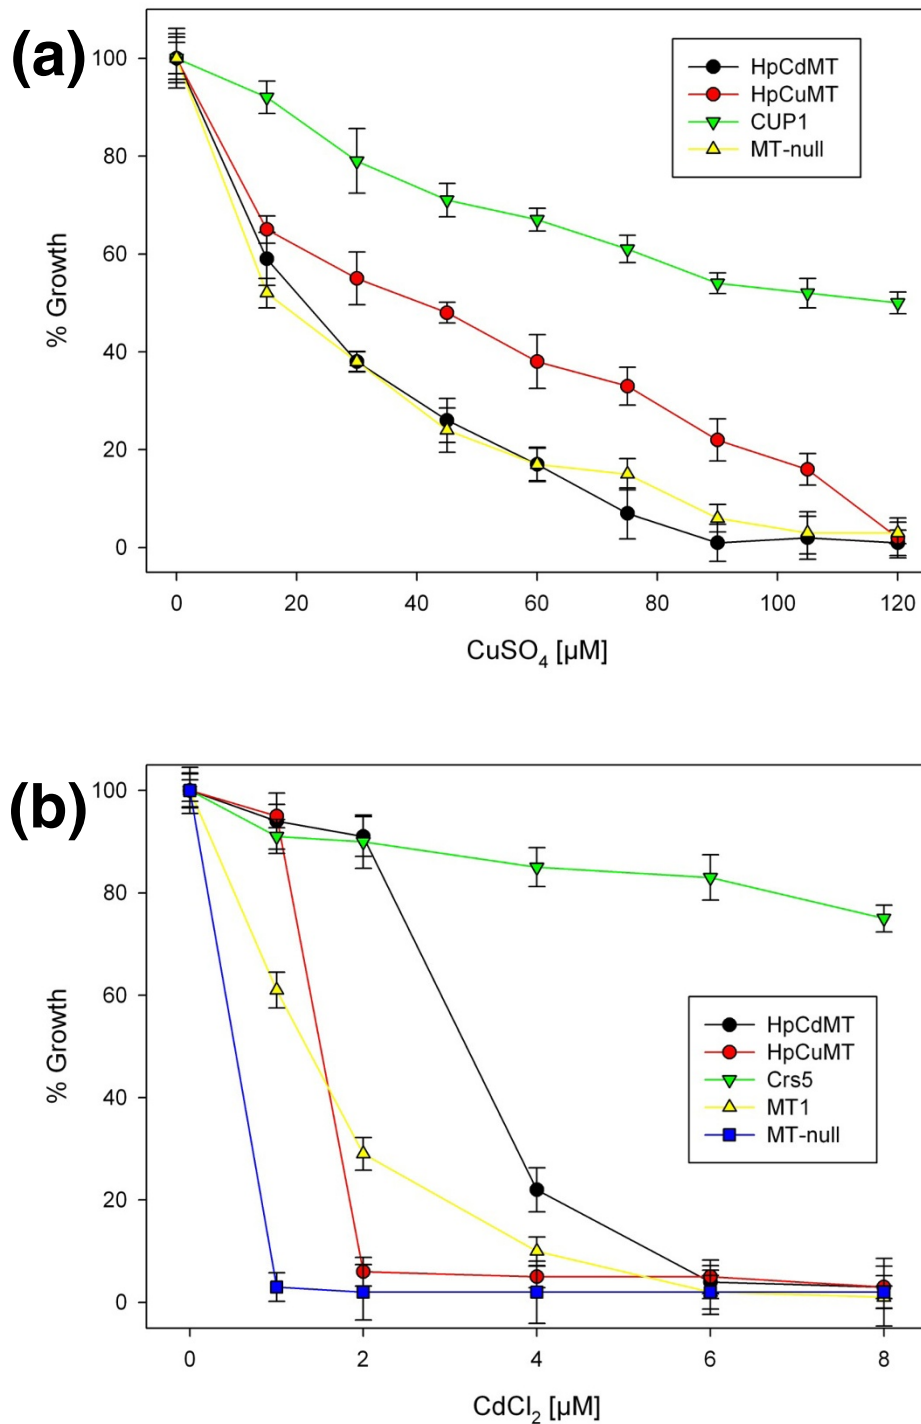 (a)
100
80
60
40
20
0
% Growth
HpCdMT
HpCuMT
CUP1
MT-null
0 20 40 60 80 100 120
CuSO4 [µM]
(b)
100
80
60
40
20
0
% Growth
HpCdMT
HpCuMT
Crs5
MT1
MT-null
0 2 4 6 8
CdCl2 [µM]